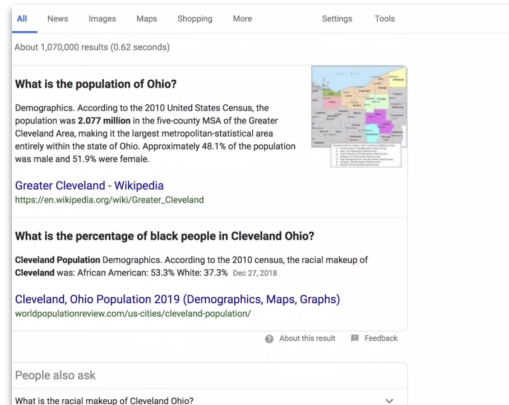 All News Images Maps Shopping More Settings Tools
About 1,070,000 results (0.62 seconds)
What is the population of Ohio?
Demographics. According to the 2010 United States Census, the
population was 2.077 million in the five-county MSA of the Greater
Cleveland Area, making it the largest metropolitan-statistical area
entirely within the state of Ohio. Approximately 48.1% of the population
was male and 51.9% were female.
Greater Cleveland - Wikipedia
https://en.wikipedia.org/wiki/Greater_Cleveland
What is the percentage of black people in Cleveland Ohio?
Cleveland Population Demographics. According to the 2010 census, the racial makeup of
Cleveland was: African American: 53.3% White: 37.3% Dec 27, 2018
Cleveland, Ohio Population 2019 (Demographics, Maps, Graphs)
worldpopulationreview.com/us-cities/cleveland-population/
About this result Feedback
People also ask
What is the racial makeup of Cleveland Ohio?